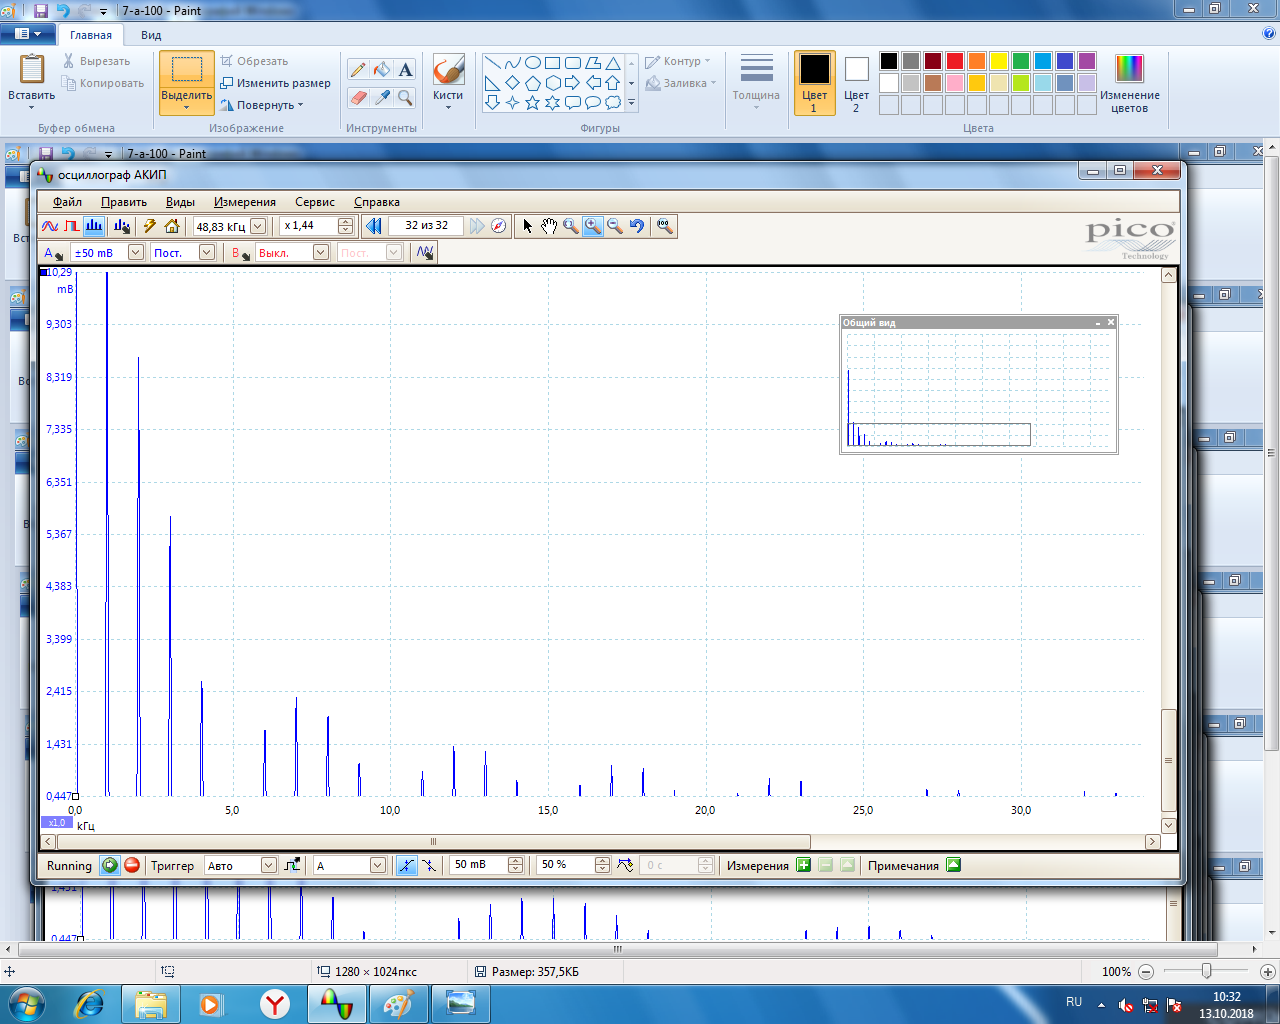 7-а-100 - Paint
Главная Вид
Вставить
Вырезать
Копировать
Буфер обмена
Выделить
Обрезать
Изменить размер
Повернуть
Изображение
A
Инструменты
Кисти
Контур
Заливка
Фигуры
Толщина
Цвет 1
Цвет 2
Изменение цветов
Цвета
7-а-100 - Paint
осциллограф АКИП
Файл Править Виды Измерения Сервис Справка
48,83 кГц x 1,44 32 из 32
pico
Technology
A ±50 mВ Пост. B Выкл. Пост.
10,29
mВ
9,303
8,319
7,335
6,351
5,367
4,383
3,399
2,415
1,431
0,447
Общий вид
0,0 5,0 10,0 15,0 20,0 25,0 30,0
x1,0 кГц
Running Триггер Авто A 50 mВ 50 % 0 с Измерения Примечания
1,431
0,447
1280 × 1024пкс Размер: 357,5КБ 100%
RU
10:32
13.10.2018